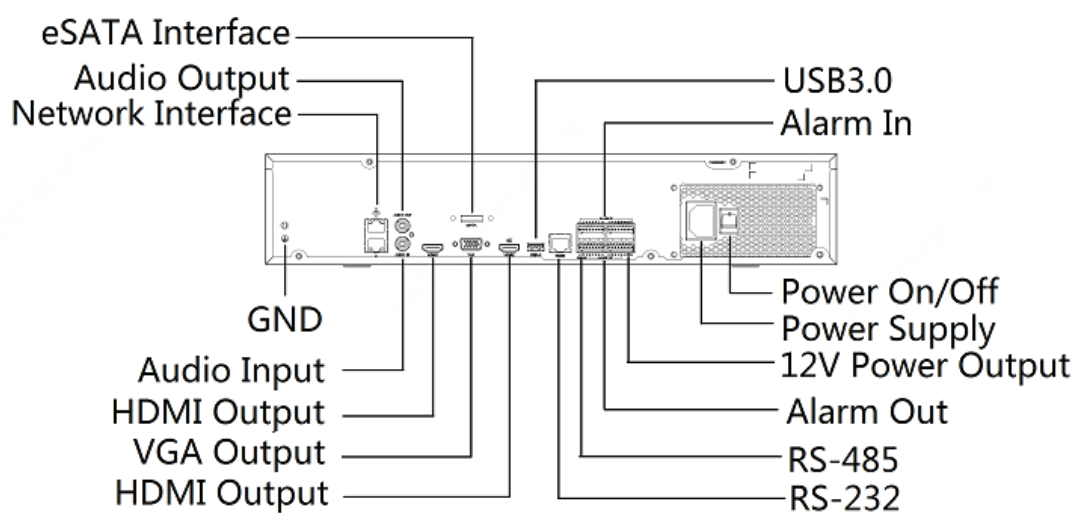 eSATA Interface
Audio Output
Network Interface
USB3.0
Alarm In
GND
Audio Input
HDMI Output
VGA Output
HDMI Output
Power On/Off
Power Supply
12V Power Output
Alarm Out
RS-485
RS-232